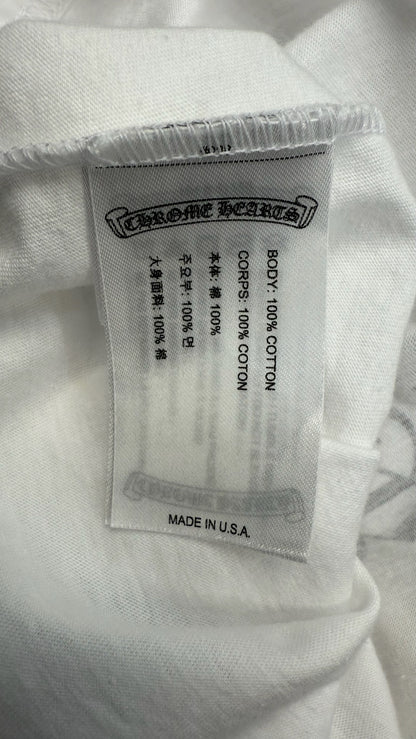 CHROME HEARTS
BODY: 100% COTTON
CORPS: 100% COTON
本体: 綿 100%
주요부: 100% 면
大身面料: 100% 棉
MADE IN U.S.A.